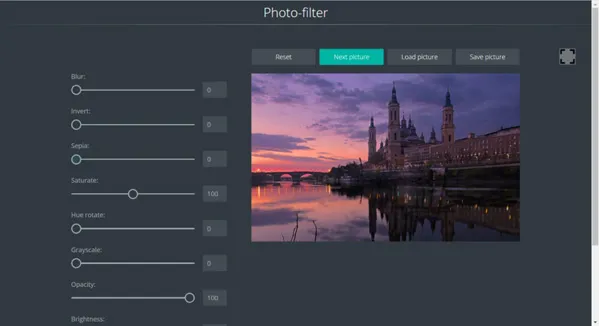 Photo-filter
Reset Next picture Load picture Save picture
Blur:
0
Invert:
0
Sepia:
0
Saturate:
100
Hue rotate:
0
Grayscale:
0
Opacity:
100
Brightness: